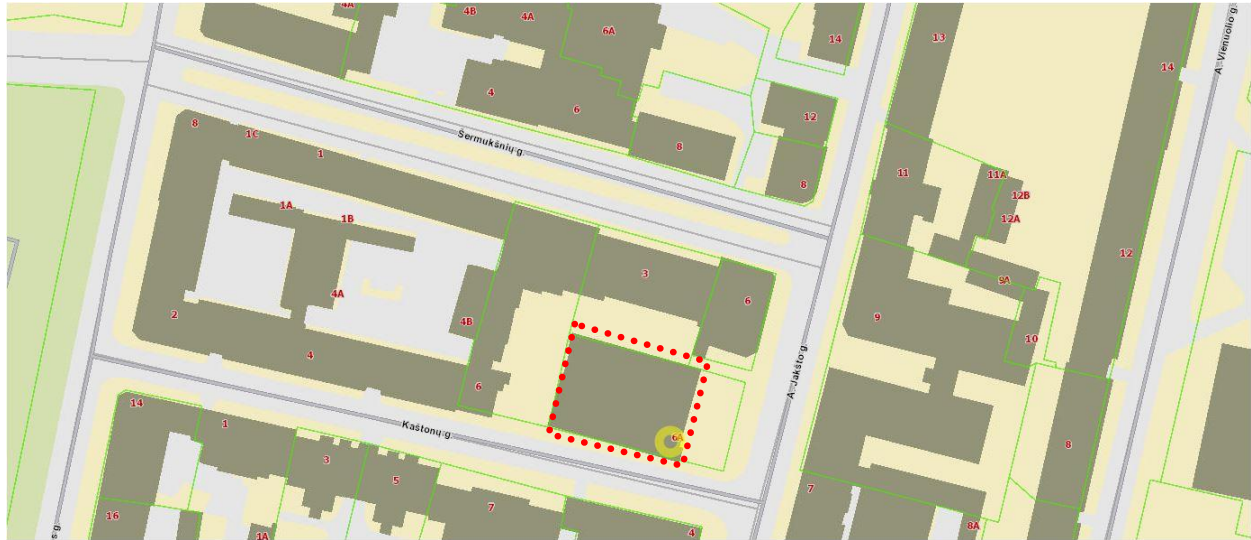 4A
4B
4A
6A
14
13
14
A. Vienuolio g.
4
6
12
8
1C
1
Šermukšnių g.
8
8
11
11A
12B
12A
1A
1B
3
6
9A
12
2
4A
4B
9
10
4
6
A. Jakšto g.
14
1
Kaštonų g.
6A
3
5
7
8
7
16
1A
4
8A
s g.